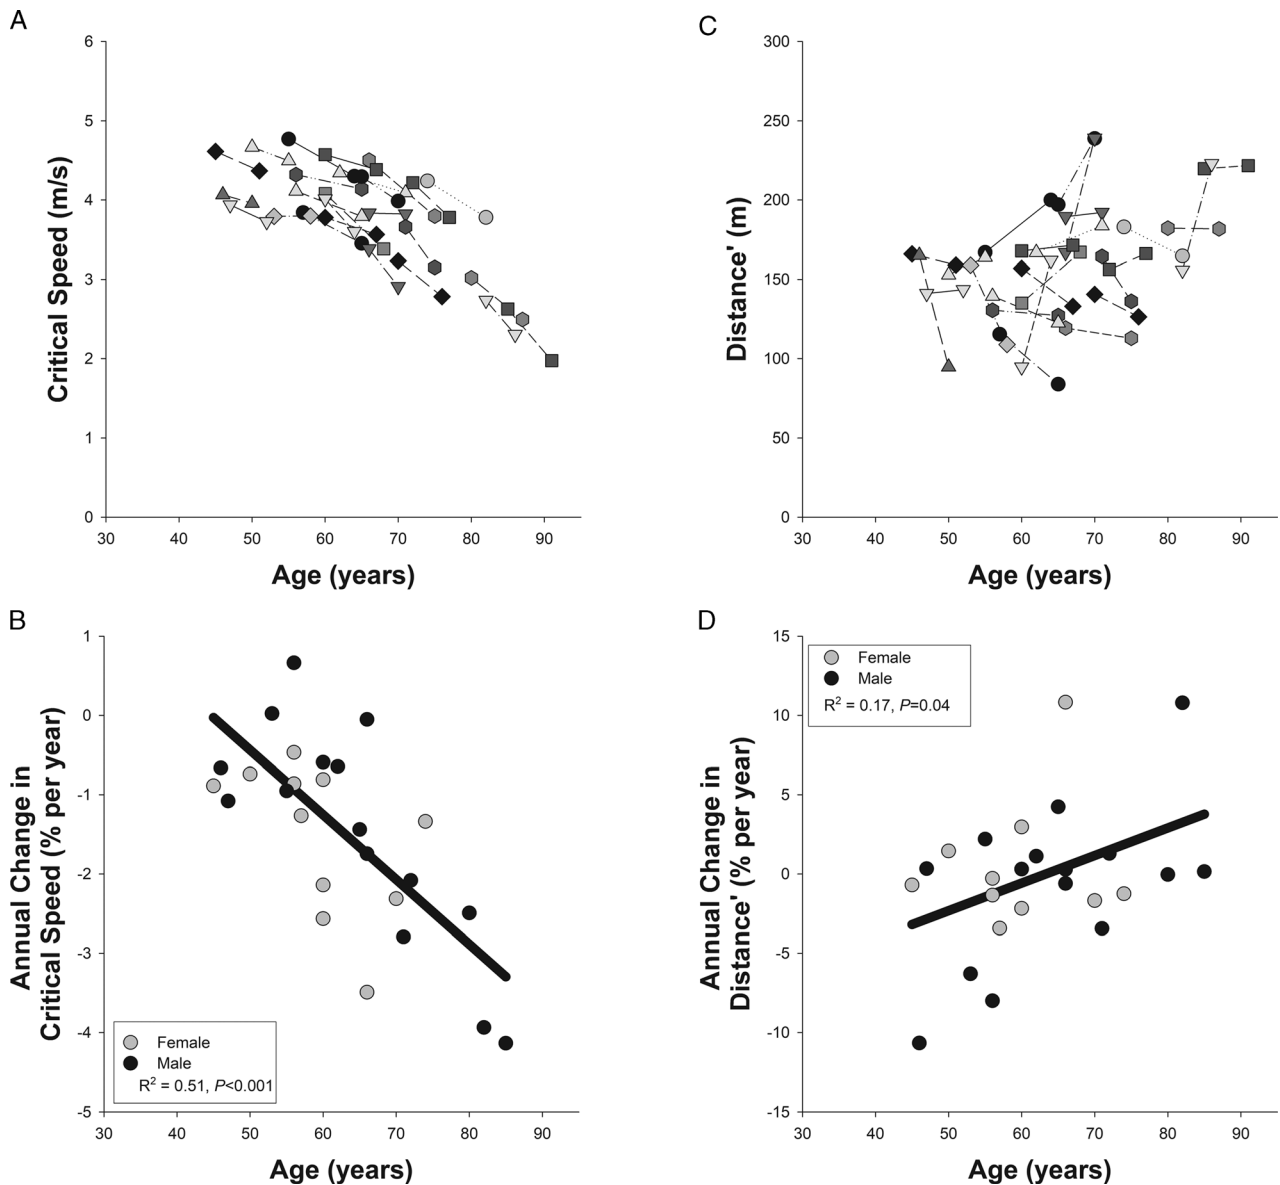 A
6
5
4
3
2
1
0
Critical Speed (m/s)
30 40 50 60 70 80 90
Age (years)
C
300
250
200
150
100
50
0
Distance' (m)
30 40 50 60 70 80 90
Age (years)
B
1
0
-1
-2
-3
-4
-5
Annual Change in
Critical Speed (% per year)
Female
Male
R² = 0.51, P<0.001
30 40 50 60 70 80 90
Age (years)
D
15
10
5
0
-5
-10
-15
Annual Change in
Distance' (% per year)
Female
Male
R² = 0.17, P=0.04
30 40 50 60 70 80 90
Age (years)